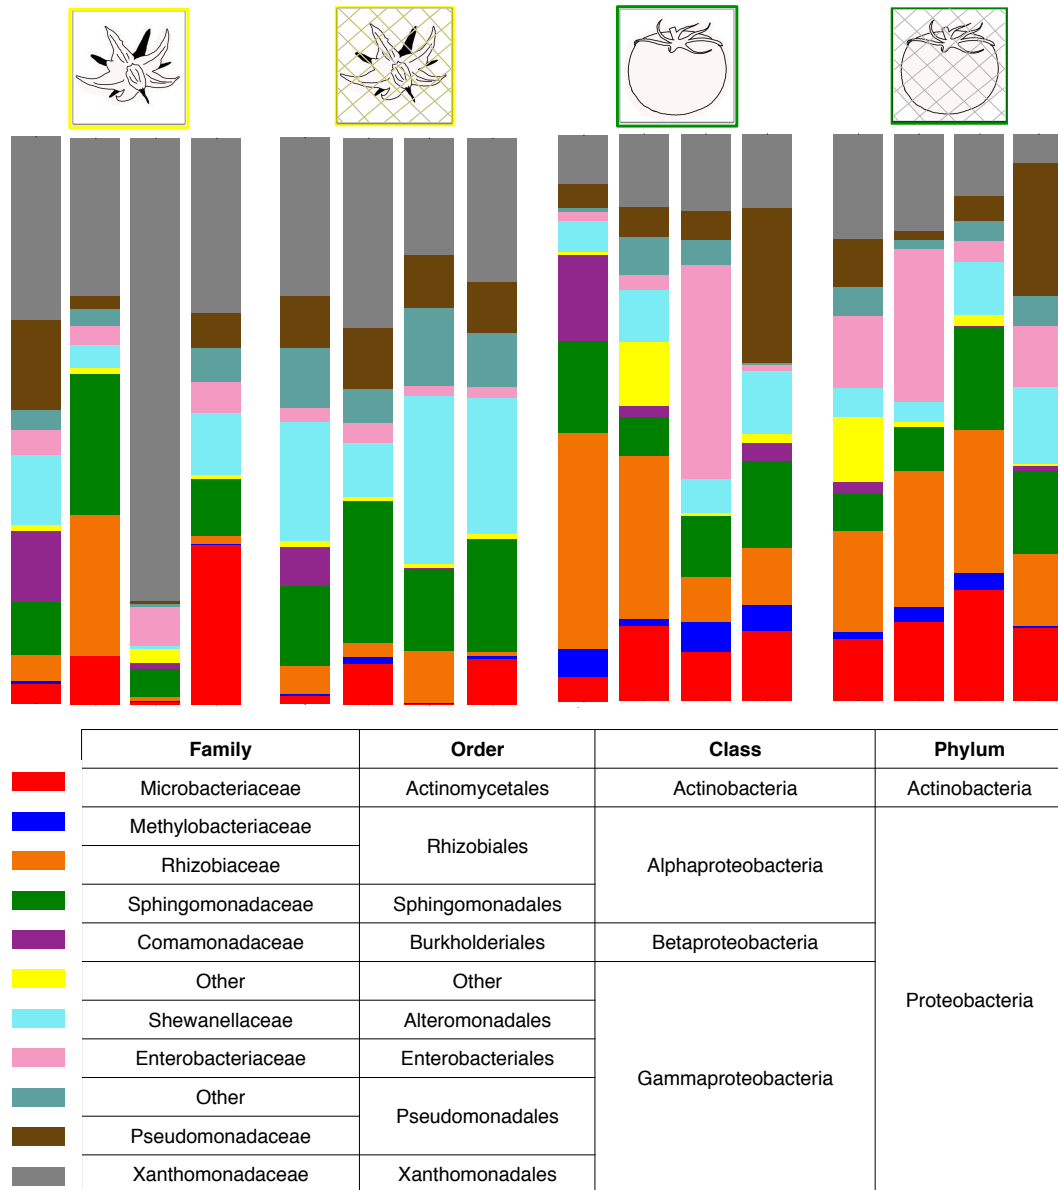 Family Order Class Phylum
Microbacteriaceae Actinomycetales Actinobacteria Actinobacteria
Methylobacteriaceae
Rhizobiales
Rhizobiaceae
Alphaproteobacteria
Sphingomonadaceae Sphingomonadales
Comamonadaceae Burkholderiales Betaproteobacteria
Other Other
Proteobacteria
Shewanellaceae Alteromonadales
Enterobacteriaceae Enterobacteriales
Gammaproteobacteria
Other
Pseudomonadales
Pseudomonadaceae
Xanthomonadaceae Xanthomonadales